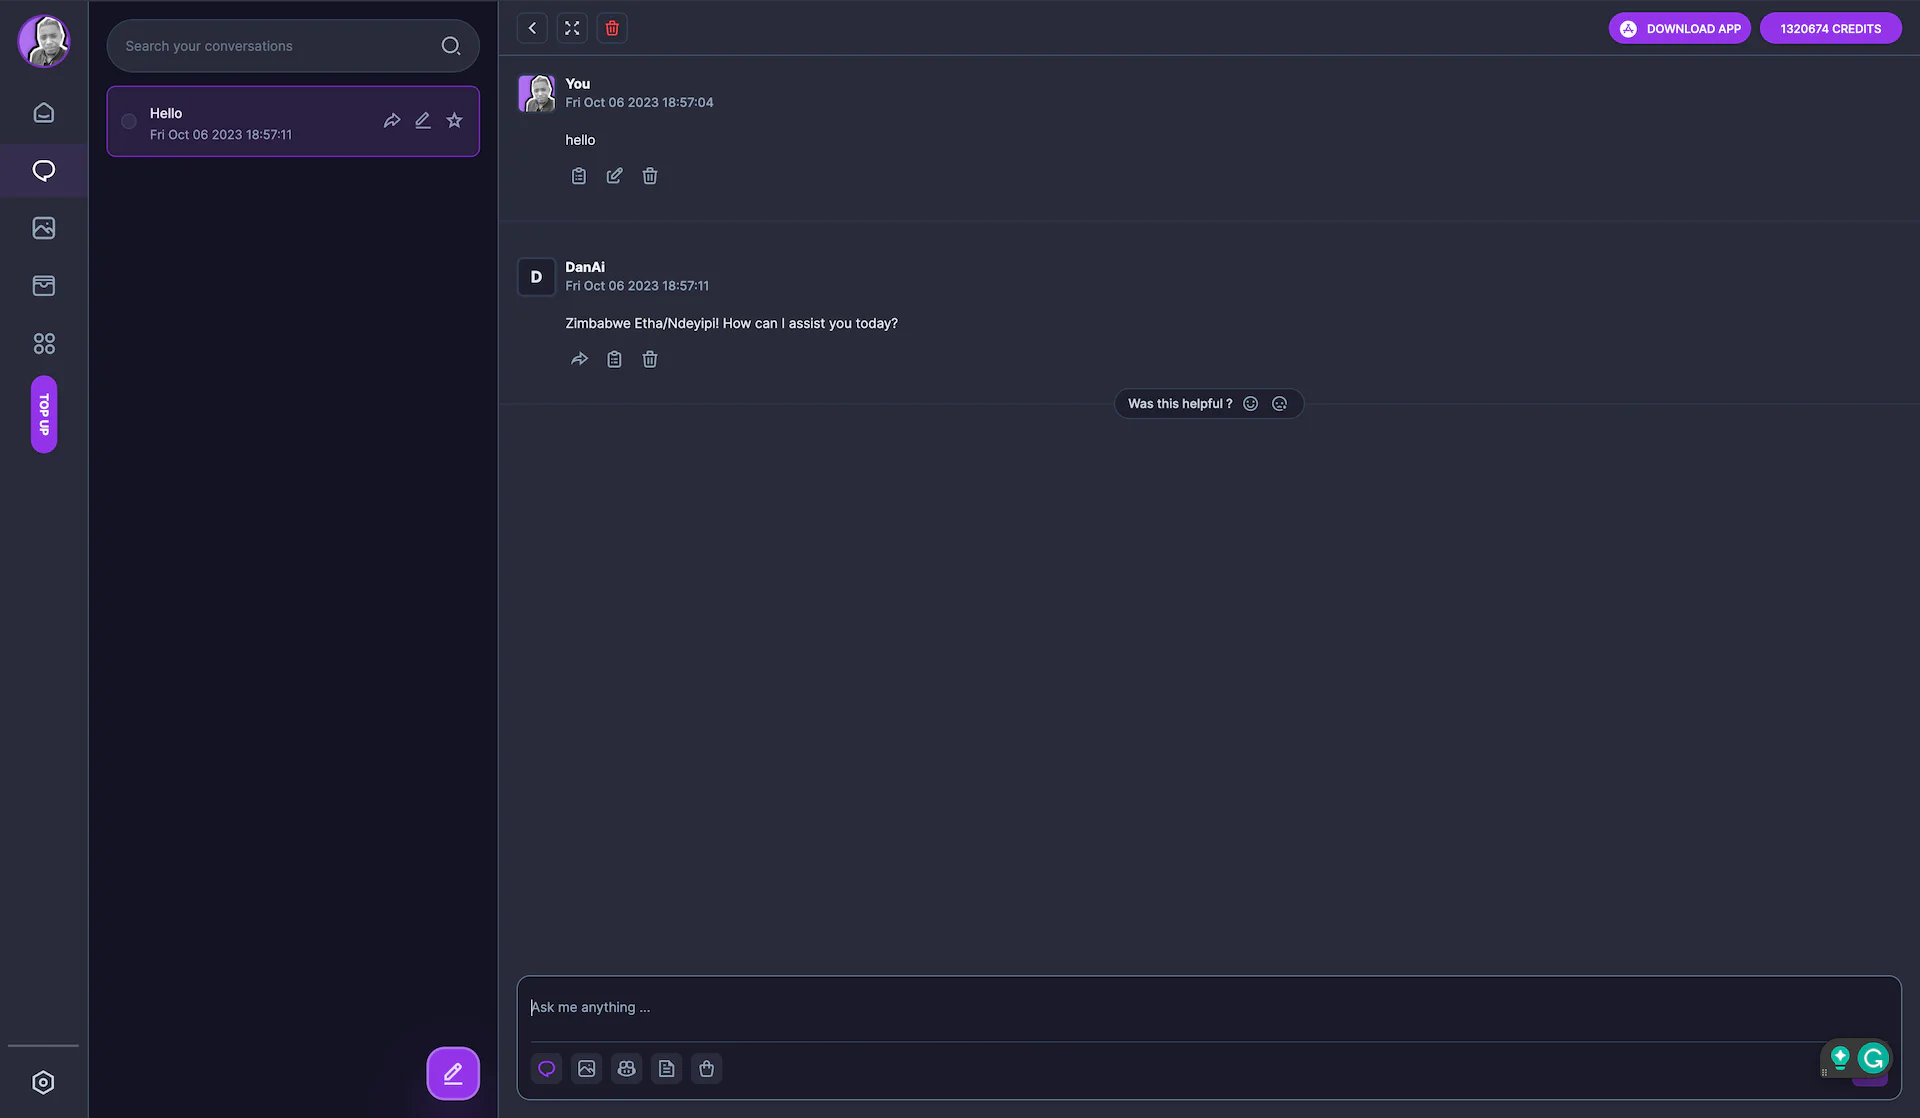 Search your conversations
Hello
Fri Oct 06 2023 18:57:11
TOP UP
DOWNLOAD APP
1320674 CREDITS
You
Fri Oct 06 2023 18:57:04
hello
D
DanAi
Fri Oct 06 2023 18:57:11
Zimbabwe Etha/Ndeyipi! How can I assist you today?
Was this helpful ?
Ask me anything ...